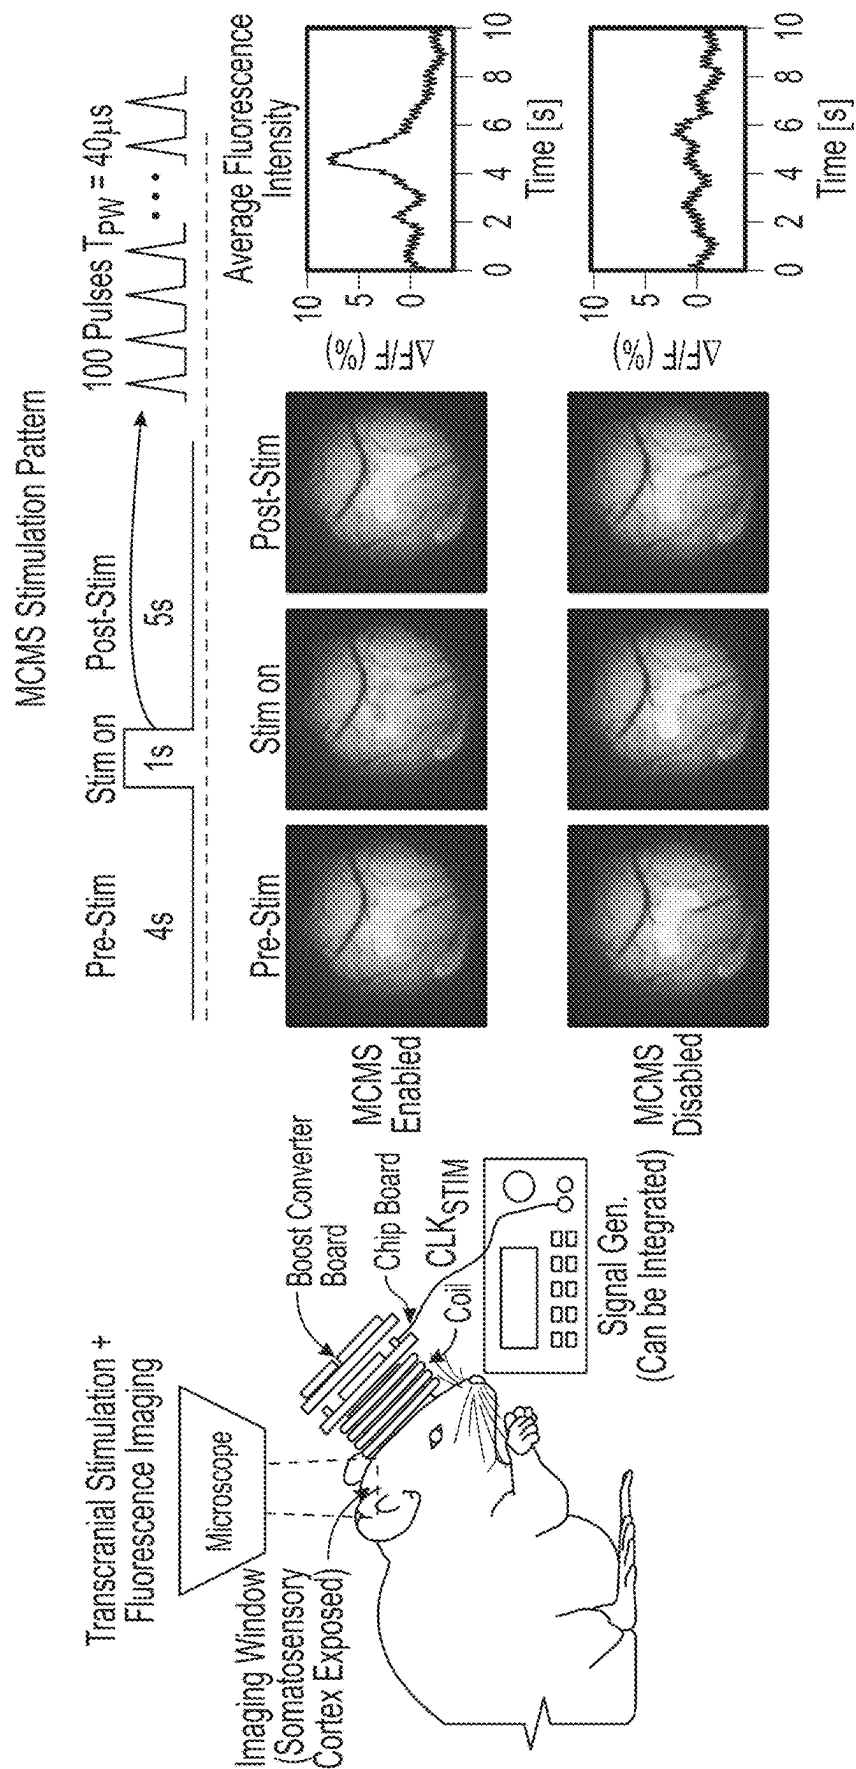 Transcranial Stimulation +
Fluorescence Imaging
Microscope
Imaging Window
(Somatosensory
Cortex Exposed)
Boost Converter
Board
Chip Board
CLKSTIM
Coil
Signal Gen.
(Can be Integrated)
MCMS Stimulation Pattern
Pre-Stim
Stim on
Post-Stim
4s
1s
5s
100 Pulses TPW = 40μs
Pre-Stim
Stim on
Post-Stim
Average Fluorescence
Intensity
MCMS
Enabled
ΔF/F (%)
10
5
0
0 2 4 6 8 10
Time [s]
MCMS
Disabled
ΔF/F (%)
10
5
0
0 2 4 6 8 10
Time [s]